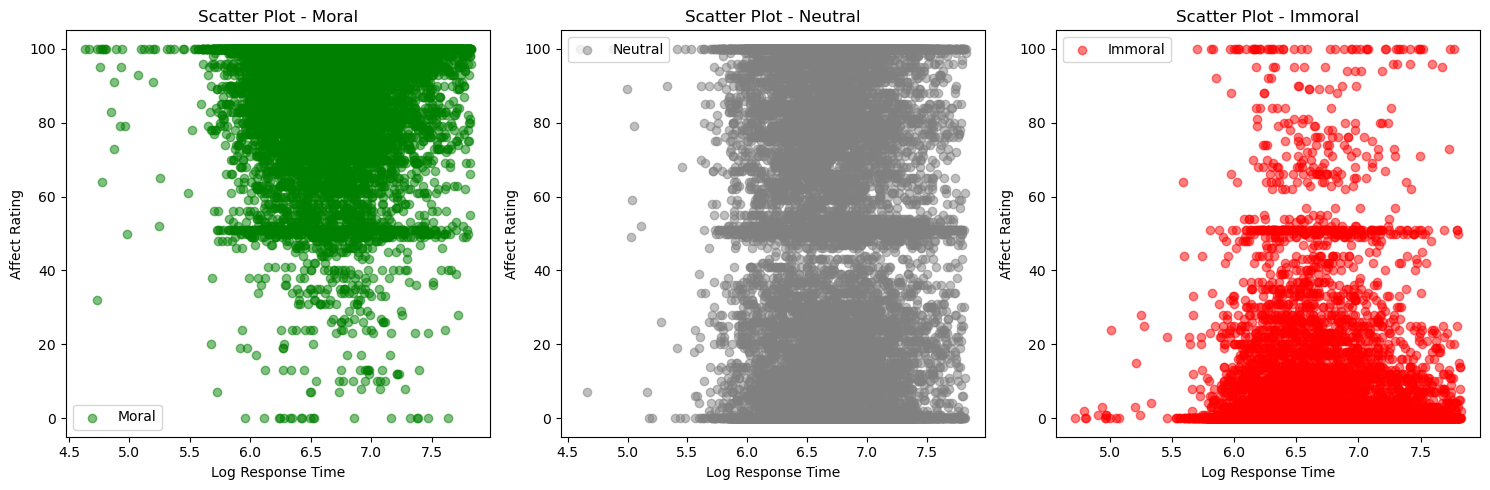 Scatter Plot - Moral
Affect Rating
100
80
60
40
20
0
Moral
4.5 5.0 5.5 6.0 6.5 7.0 7.5
Log Response Time
Scatter Plot - Neutral
Affect Rating
100
80
60
40
20
0
Neutral
4.5 5.0 5.5 6.0 6.5 7.0 7.5
Log Response Time
Scatter Plot - Immoral
Affect Rating
100
80
60
40
20
0
Immoral
5.0 5.5 6.0 6.5 7.0 7.5
Log Response Time